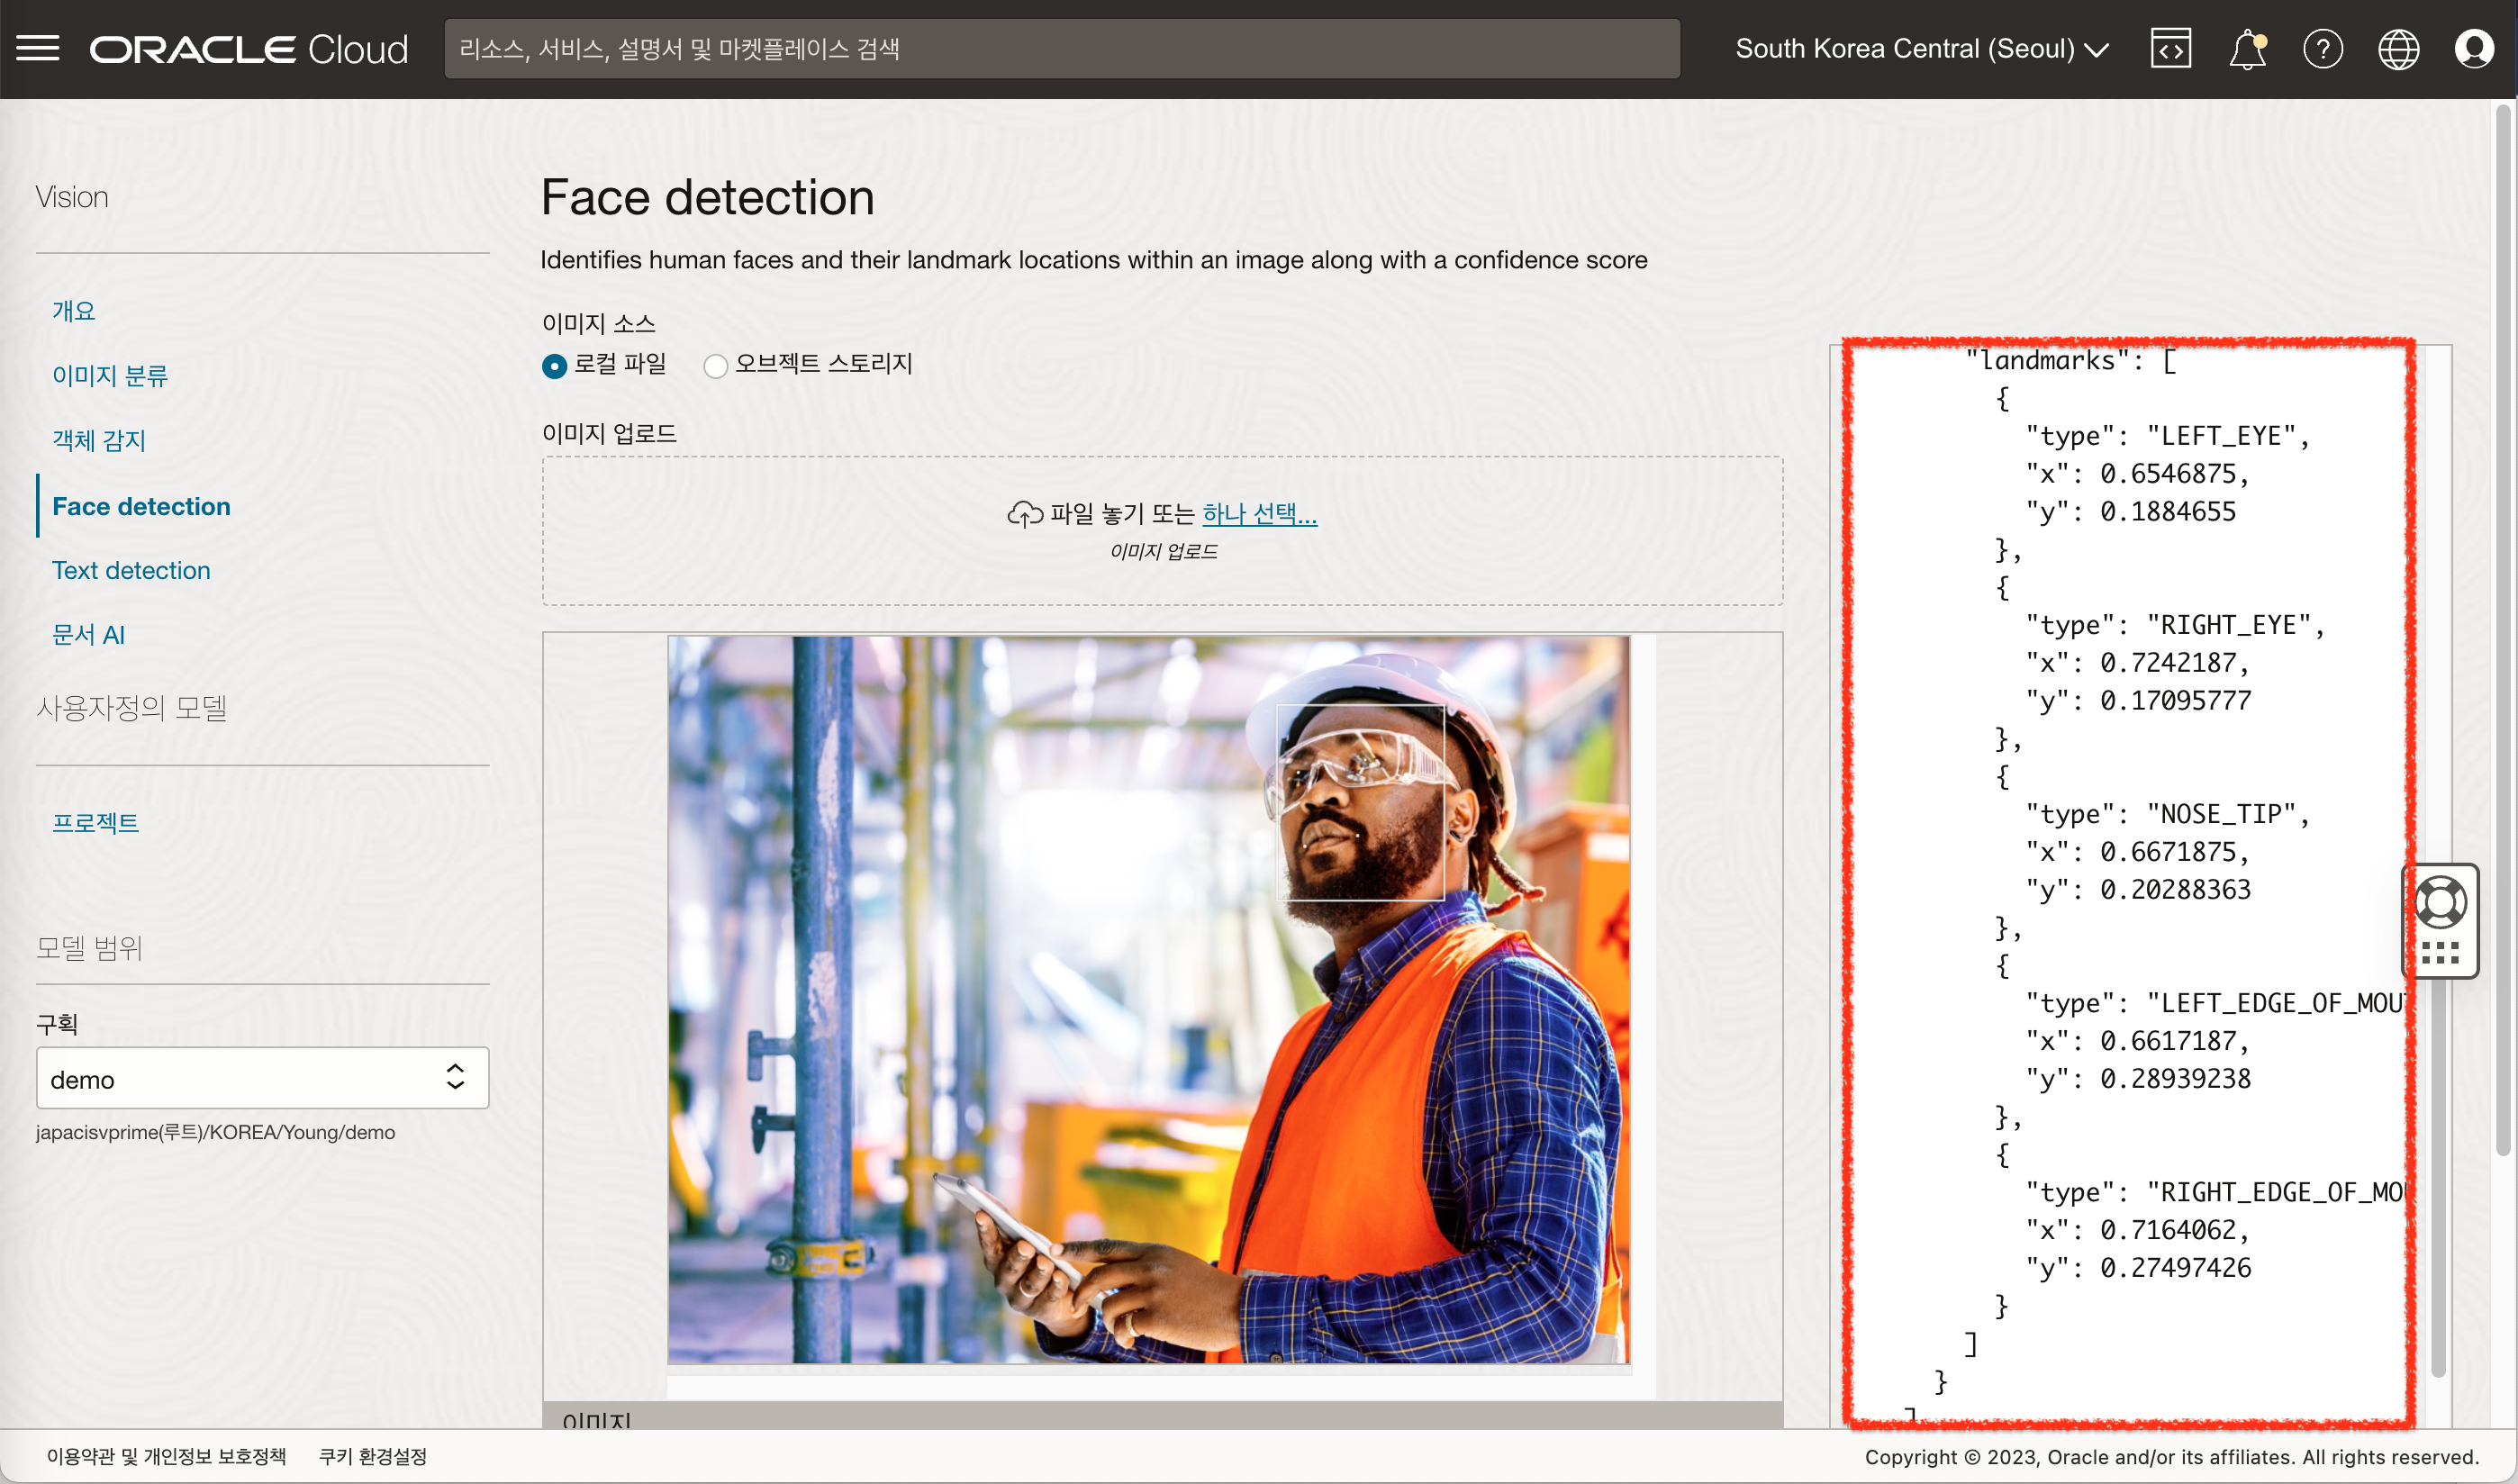 ORACLE Cloud
리소스, 서비스, 설명서 및 마켓플레이스 검색
South Korea Central (Seoul)
Vision
개요
이미지 분류
객체 감지
Face detection
Text detection
문서 AI
사용자정의 모델
프로젝트
모델 범위
구획
demo
japacisvprime(루트)/KOREA/Young/demo
Face detection
Identifies human faces and their landmark locations within an image along with a confidence score
이미지 소스
로컬 파일
오브젝트 스토리지
이미지 업로드
파일 놓기 또는 하나 선택...
이미지 업로드
이미지
"landmarks": [
{
"type": "LEFT_EYE",
"x": 0.6546875,
"y": 0.1884655
},
{
"type": "RIGHT_EYE",
"x": 0.7242187,
"y": 0.17095777
},
{
"type": "NOSE_TIP",
"x": 0.6671875,
"y": 0.20288363
},
{
"type": "LEFT_EDGE_OF_MOU
"x": 0.6617187,
"y": 0.28939238
},
{
"type": "RIGHT_EDGE_OF_MO
"x": 0.7164062,
"y": 0.27497426
}
]
}
]
이용약관 및 개인정보 보호정책
쿠키 환경설정
Copyright © 2023, Oracle and/or its affiliates. All rights reserved.